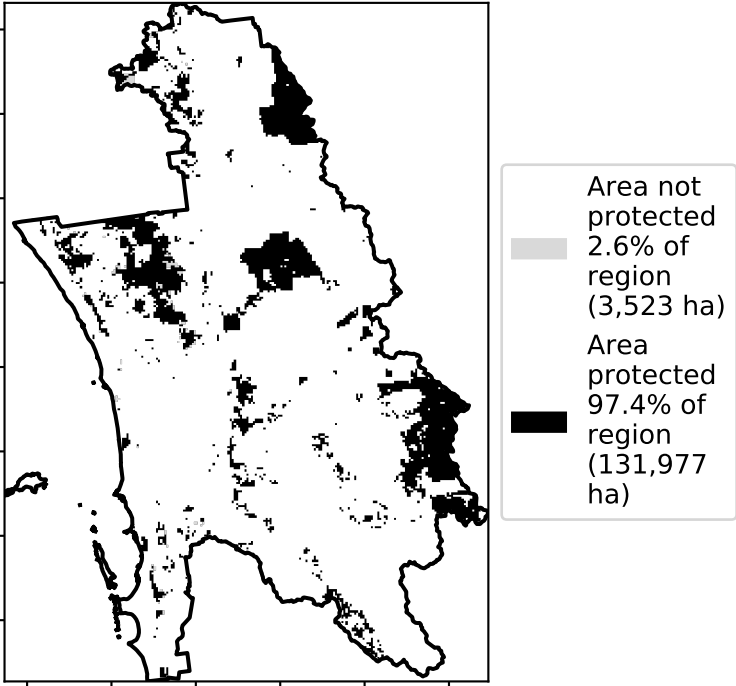 Area not
protected
2.6% of
region
(3,523 ha)
Area
protected
97.4% of
region
(131,977
ha)